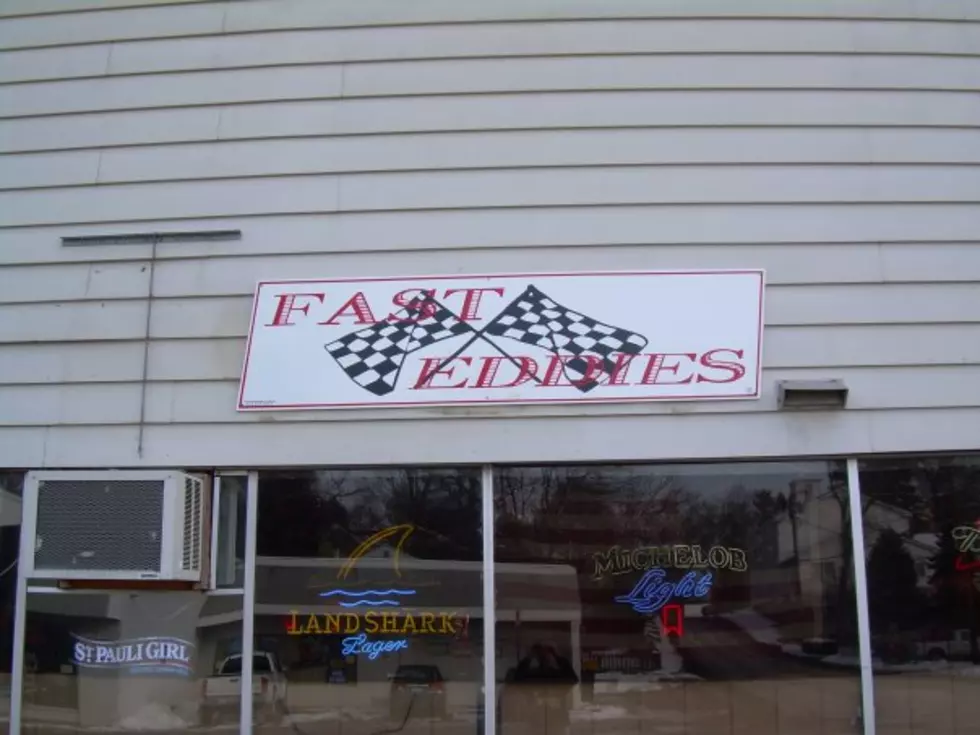 FAST
EDDIES
LANDSHARK
Lager
MICHELOB
Light
ST PAULI GIRL